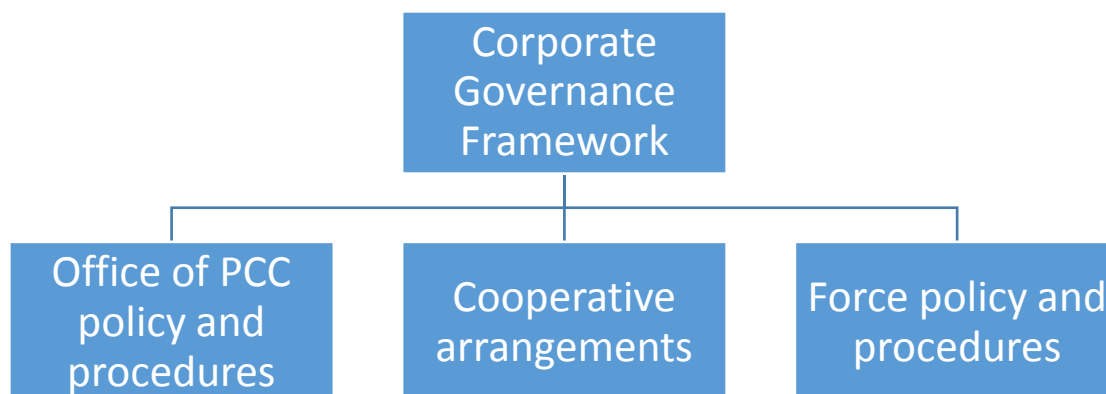 Corporate
Governance
Framework
Office of PCC
policy and
procedures
Cooperative
arrangements
Force policy and
procedures